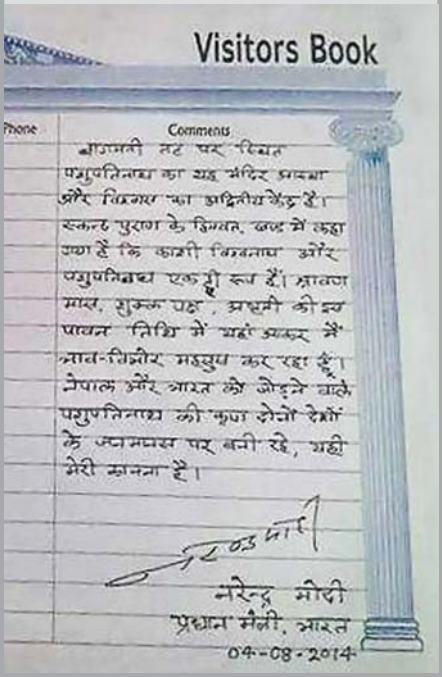 Visitors Book
Phone
Comments
बागमती तट पर स्थित
पशुपतिनाथ का यह मंदिर आस्था
और विश्वास का अद्वितीय केंद्र है।
स्कन्द पुराण के हिमवत् खण्ड में कहा
गया है कि काशी विश्वनाथ और
पशुपतिनाथ एक ही रूप हैं। श्रावण
मास, शुक्ल पक्ष, अष्टमी की इस
पावन तिथि में यहां आकर मैं
भाव-विभोर महसूस कर रहा हूँ।
नेपाल और भारत को जोड़ने वाले
पशुपतिनाथ की कृपा दोनों देशों
के जनमानस पर बनी रहे, यही
मेरी कामना है।
नरेन्द्र मोदी
नरेन्द्र मोदी
प्रधान मंत्री, भारत
04-08-2014